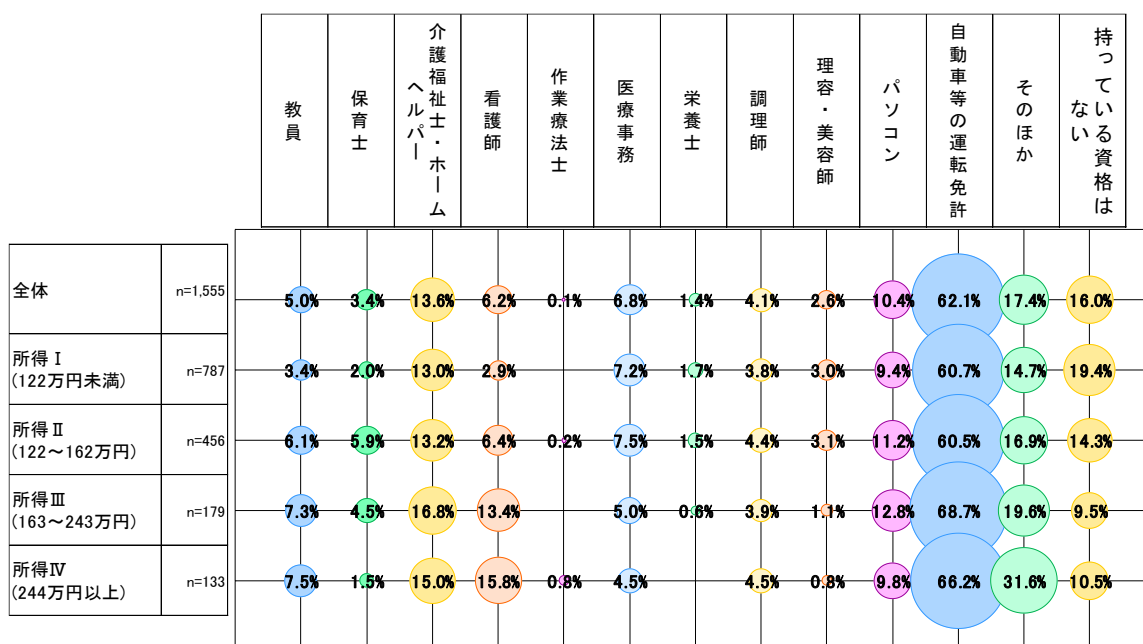 教員
保育士
介護福祉士・ホーム
ヘルパー
看護師
作業療法士
医療事務
栄養士
調理師
理容・美容師
パソコン
自動車等の運転免許
そのほか
持っている資格は
ない
全体 n=1,555 5.0% 3.4% 13.6% 6.2% 0.1% 6.8% 1.4% 4.1% 2.6% 10.4% 62.1% 17.4% 16.0%
所得Ⅰ
(122万円未満) n=787 3.4% 2.0% 13.0% 2.9% 7.2% 1.7% 3.8% 3.0% 9.4% 60.7% 14.7% 19.4%
所得Ⅱ
(122～162万円) n=456 6.1% 5.9% 13.2% 6.4% 0.2% 7.5% 1.5% 4.4% 3.1% 11.2% 60.5% 16.9% 14.3%
所得Ⅲ
(163～243万円) n=179 7.3% 4.5% 16.8% 13.4% 5.0% 0.6% 3.9% 1.1% 12.8% 68.7% 19.6% 9.5%
所得Ⅳ
(244万円以上) n=133 7.5% 1.5% 15.0% 15.8% 0.8% 4.5% 4.5% 0.8% 9.8% 66.2% 31.6% 10.5%